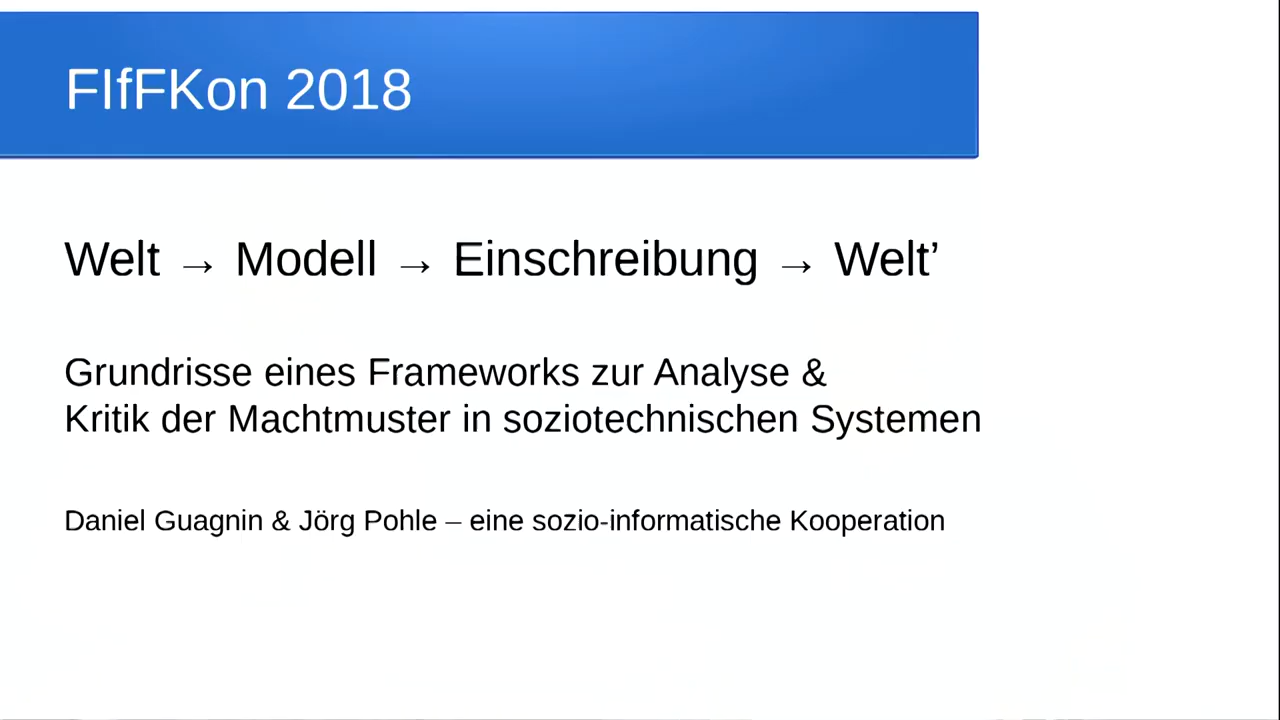 FIfFKon 2018
Welt → Modell → Einschreibung → Welt’
Grundrisse eines Frameworks zur Analyse &
Kritik der Machtmuster in soziotechnischen Systemen
Daniel Guagnin & Jörg Pohle – eine sozio-informatische Kooperation